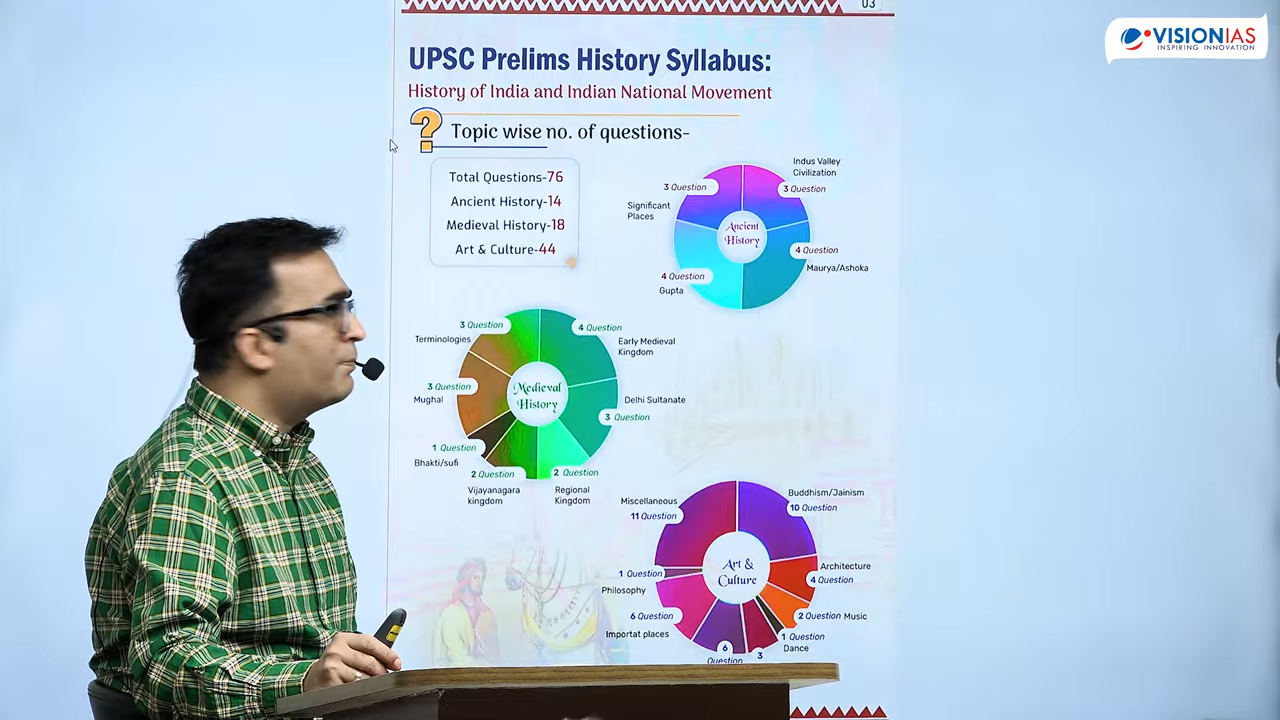 03
VISIONIAS
INSPIRING INNOVATION
UPSC Prelims History Syllabus:
History of India and Indian National Movement
? Topic wise no. of questions-
Total Questions-76
Ancient History-14
Medieval History-18
Art & Culture-44
Indus Valley
Civilization
3 Question
3 Question
Significant
Places
Ancient
History
4 Question
Maurya/Ashoka
4 Question
Gupta
3 Question
Terminologies
4 Question
Early Medieval
Kingdom
3 Question
Mughal
Medieval
History
Delhi Sultanate
3 Question
1 Question
Bhakti/sufi
2 Question
Vijayanagara
kingdom
2 Question
Regional
Kingdom
Miscellaneous
11 Question
Buddhism/Jainism
10 Question
Art &
Culture
Architecture
4 Question
1 Question
Philosophy
6 Question
Importat places
2 Question Music
1 Question
Dance
6
Question
3